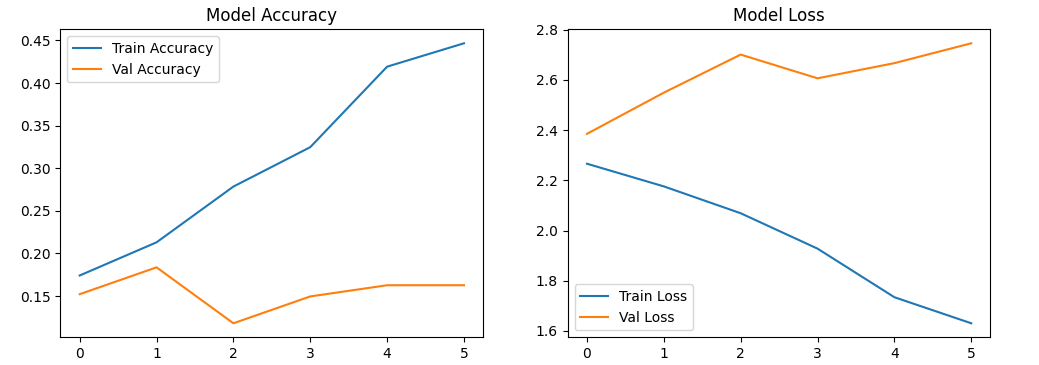 Model Accuracy
Train Accuracy
Val Accuracy
0.45
0.40
0.35
0.30
0.25
0.20
0.15
0 1 2 3 4 5
Model Loss
2.8
2.6
2.4
2.2
2.0
1.8
1.6
Train Loss
Val Loss
0 1 2 3 4 5